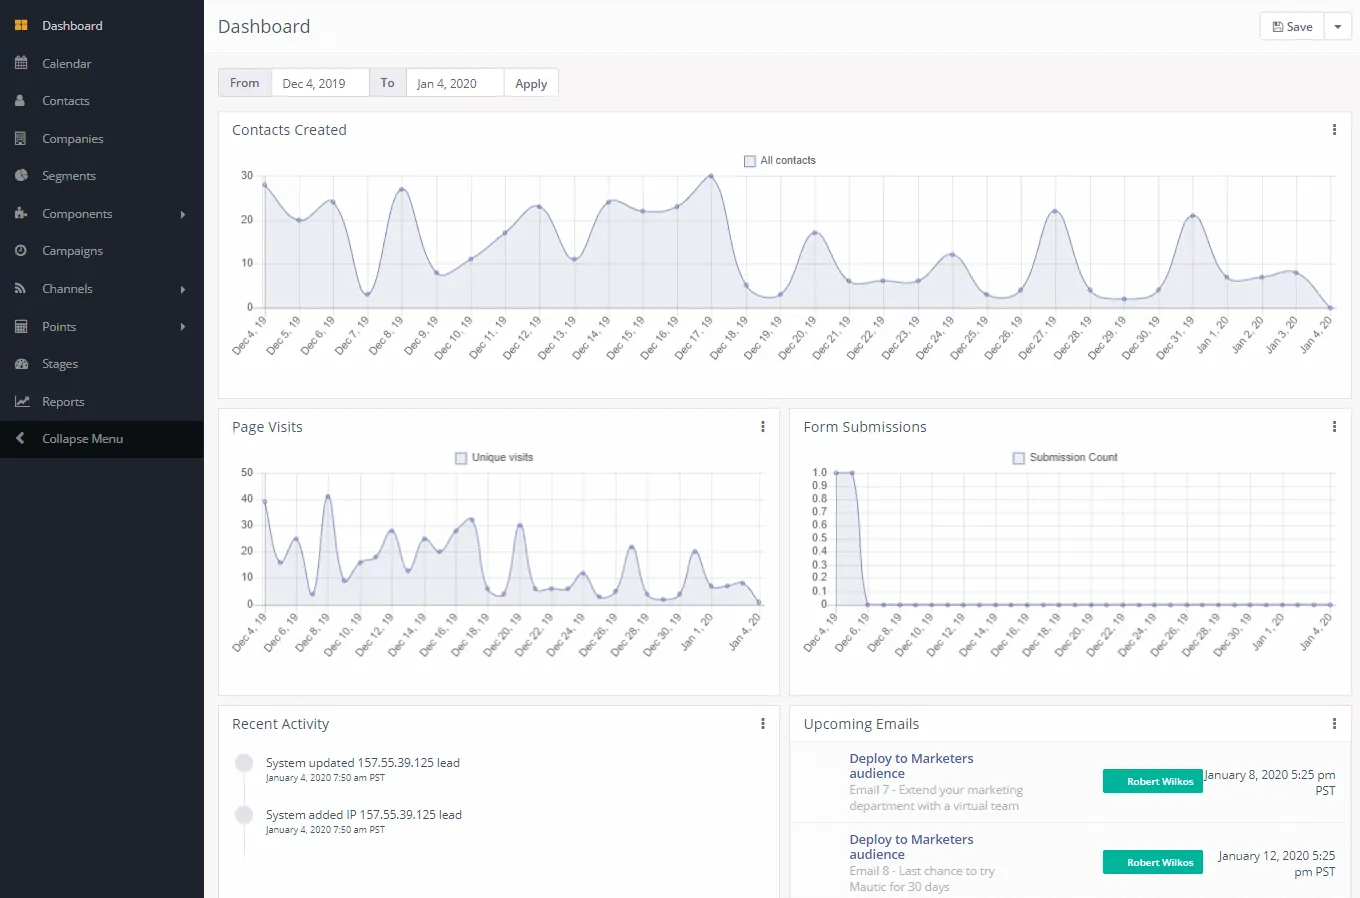 Dashboard
Calendar
Contacts
Companies
Segments
Components
Campaigns
Channels
Points
Stages
Reports
Collapse Menu
Dashboard
Save
From Dec 4, 2019 To Jan 4, 2020 Apply
Contacts Created
All contacts
30
20
10
0
Dec 4, 19 Dec 5, 19 Dec 6, 19 Dec 7, 19 Dec 8, 19 Dec 9, 19 Dec 10, 19 Dec 11, 19 Dec 12, 19 Dec 13, 19 Dec 14, 19 Dec 15, 19 Dec 16, 19 Dec 17, 19 Dec 18, 19 Dec 19, 19 Dec 20, 19 Dec 21, 19 Dec 22, 19 Dec 23, 19 Dec 24, 19 Dec 25, 19 Dec 26, 19 Dec 27, 19 Dec 28, 19 Dec 29, 19 Dec 30, 19 Dec 31, 19 Jan 1, 20 Jan 2, 20 Jan 3, 20 Jan 4, 20
Page Visits
Unique visits
50
40
30
20
10
0
Dec 4, 19 Dec 6, 19 Dec 8, 19 Dec 10, 19 Dec 12, 19 Dec 14, 19 Dec 16, 19 Dec 18, 19 Dec 20, 19 Dec 22, 19 Dec 24, 19 Dec 26, 19 Dec 28, 19 Dec 30, 19 Jan 1, 20 Jan 4, 20
Form Submissions
Submission Count
1.0
0.9
0.8
0.7
0.6
0.5
0.4
0.3
0.2
0.1
0
Dec 4, 19 Dec 6, 19 Dec 8, 19 Dec 10, 19 Dec 12, 19 Dec 14, 19 Dec 16, 19 Dec 18, 19 Dec 20, 19 Dec 22, 19 Dec 24, 19 Dec 26, 19 Dec 28, 19 Dec 30, 19 Jan 1, 20 Jan 4, 20
Recent Activity
System updated 157.55.39.125 lead
January 4, 2020 7:50 am PST
System added IP 157.55.39.125 lead
January 4, 2020 7:50 am PST
Upcoming Emails
Deploy to Marketers
audience
Email 7 - Extend your marketing
department with a virtual team
Robert Wilkos
January 8, 2020 5:25 pm
PST
Deploy to Marketers
audience
Email 8 - Last chance to try
Mautic for 30 days
Robert Wilkos
January 12, 2020 5:25
pm PST